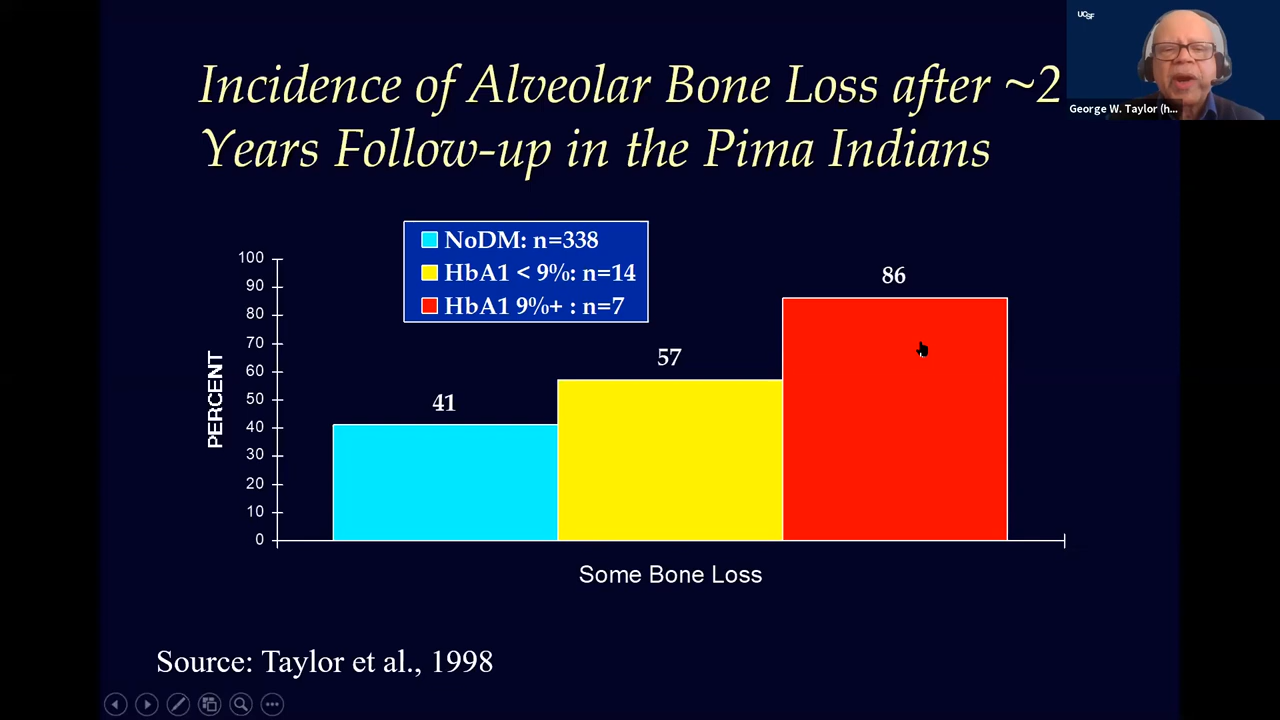 UCSF
George W. Taylor (h...
Incidence of Alveolar Bone Loss after ~2
Years Follow-up in the Pima Indians
NoDM: n=338
HbA1 < 9%: n=14
HbA1 9%+ : n=7
PERCENT
100
90
80
70
60
50
40
30
20
10
0
41
57
86
Some Bone Loss
Source: Taylor et al., 1998